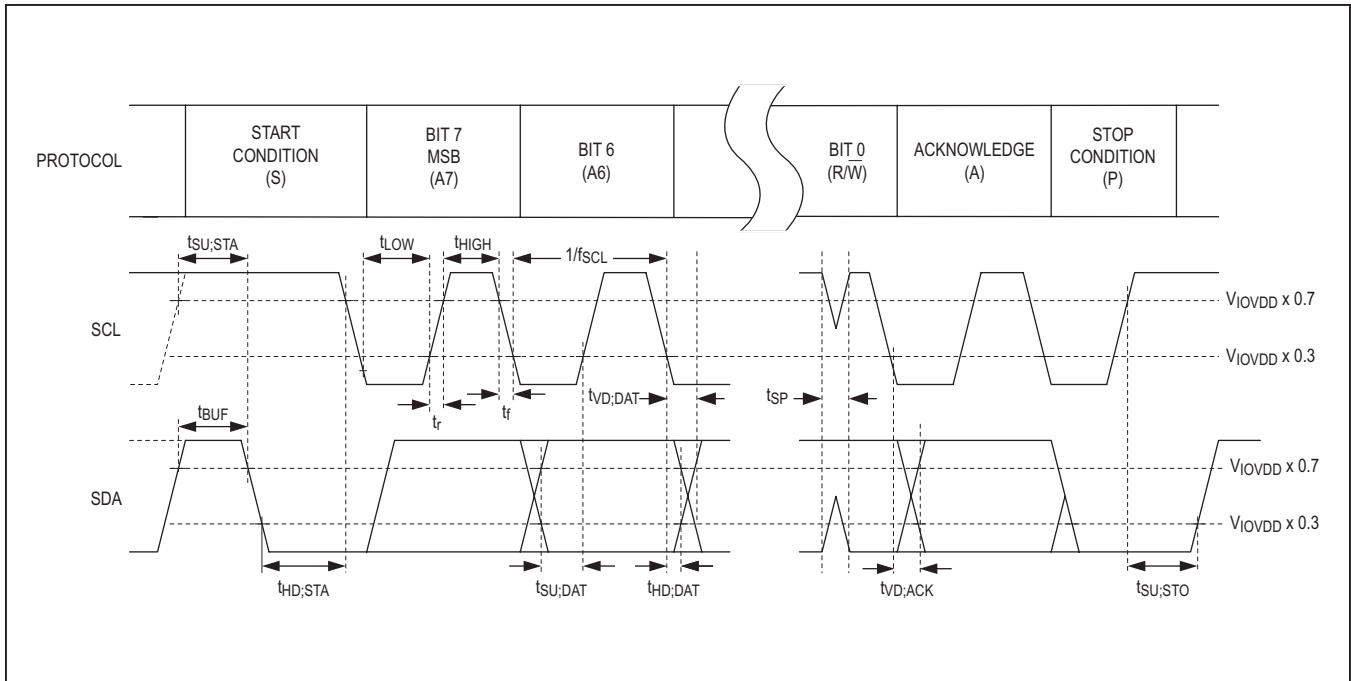 PROTOCOL
START
CONDITION
(S)
BIT 7
MSB
(A7)
BIT 6
(A6)
BIT 0
(R/W̅)
ACKNOWLEDGE
(A)
STOP
CONDITION
(P)
tSU;STA
tLOW
tHIGH
1/fSCL
SCL
VIOVDD x 0.7
VIOVDD x 0.3
tr
tf
tVD;DAT
tSP
tBUF
SDA
VIOVDD x 0.7
VIOVDD x 0.3
tHD;STA
tSU;DAT
tHD;DAT
tVD;ACK
tSU;STO